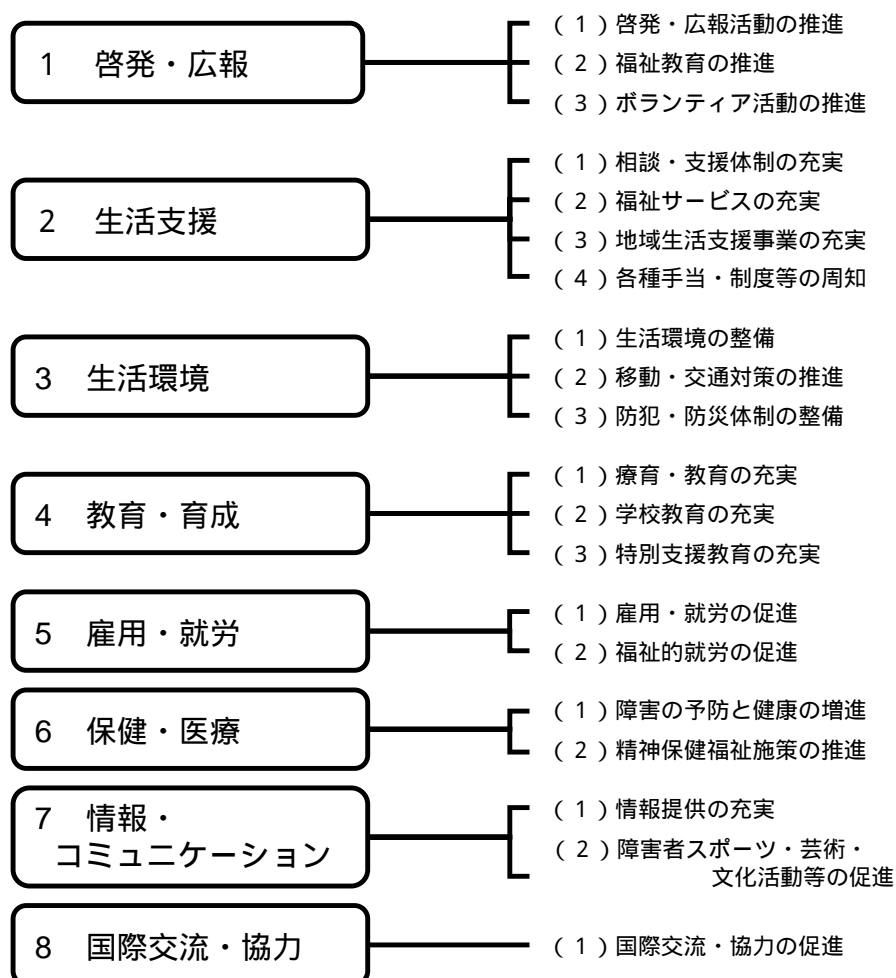 1 啓発・広報
(1)啓発・広報活動の推進
(2)福祉教育の推進
(3)ボランティア活動の推進
2 生活支援
(1)相談・支援体制の充実
(2)福祉サービスの充実
(3)地域生活支援事業の充実
(4)各種手当・制度等の周知
3 生活環境
(1)生活環境の整備
(2)移動・交通対策の推進
(3)防犯・防災体制の整備
4 教育・育成
(1)療育・教育の充実
(2)学校教育の充実
(3)特別支援教育の充実
5 雇用・就労
(1)雇用・就労の促進
(2)福祉的就労の促進
6 保健・医療
(1)障害の予防と健康の増進
(2)精神保健福祉施策の推進
7 情報・
コミュニケーション
(1)情報提供の充実
(2)障害者スポーツ・芸術・
文化活動等の促進
8 国際交流・協力
(1)国際交流・協力の促進